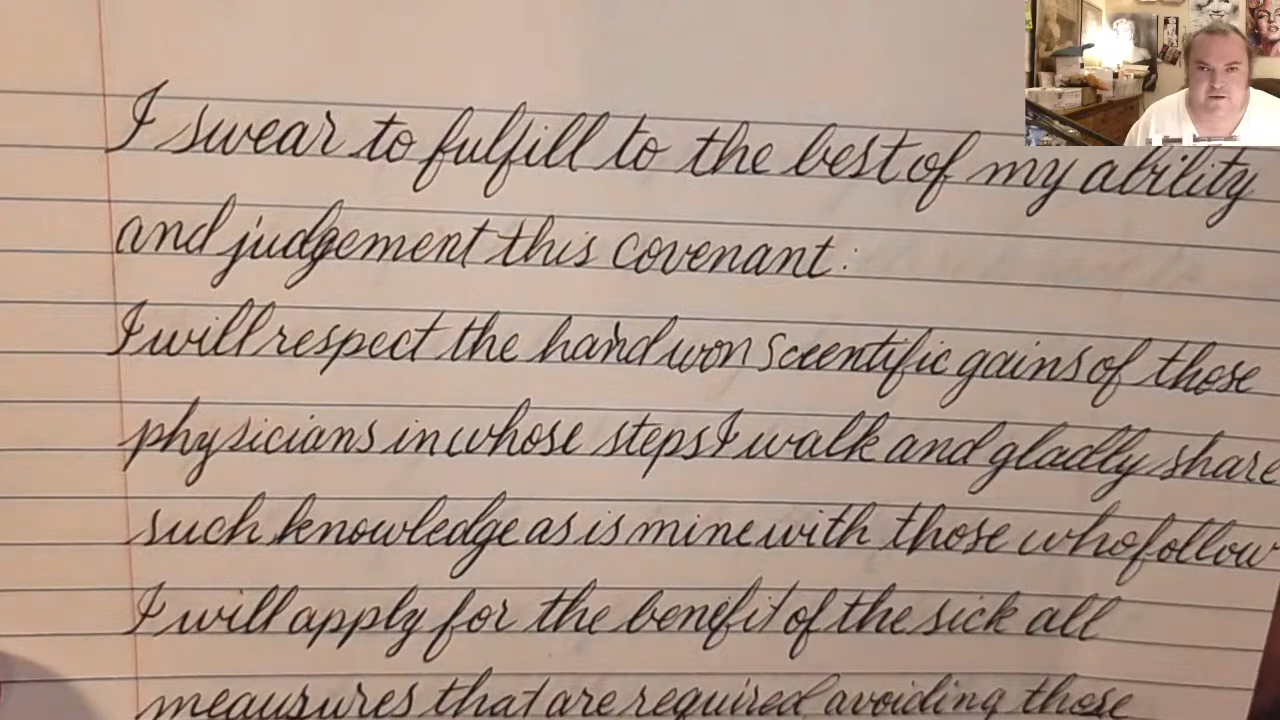 I swear to fulfill to the best of my ability
and judgement this covenant:
I will respect the hard won screntific gains of those
physicians in whose steps I walk and gladly share
such knowledge as is mine with those who follow
I will apply for the benefit of the sick all
meausures that are required avoiding those